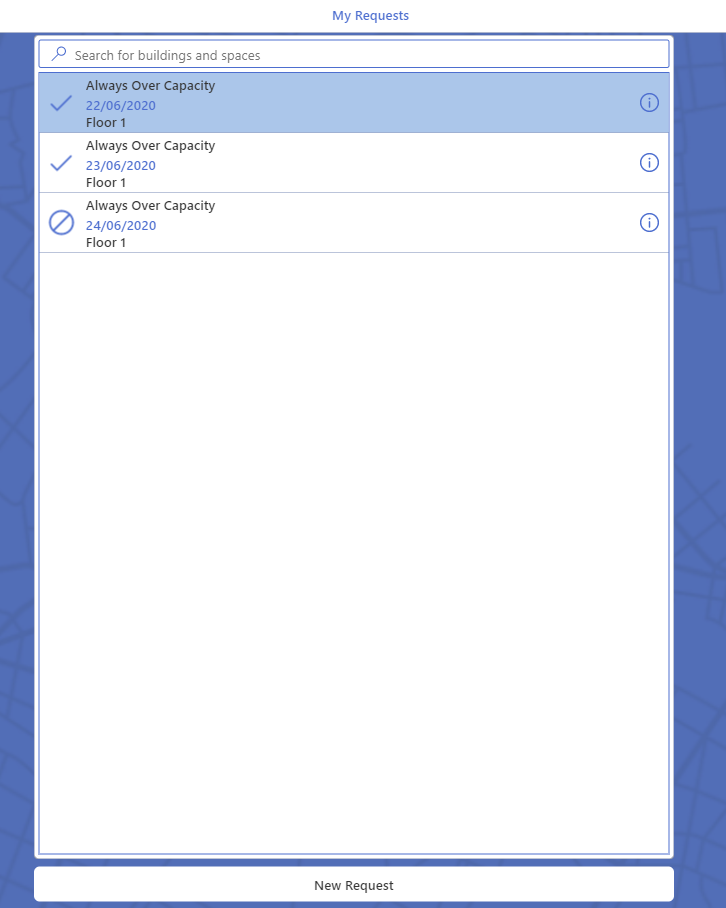 My Requests
Search for buildings and spaces
Always Over Capacity
22/06/2020
Floor 1
Always Over Capacity
23/06/2020
Floor 1
Always Over Capacity
24/06/2020
Floor 1
New Request